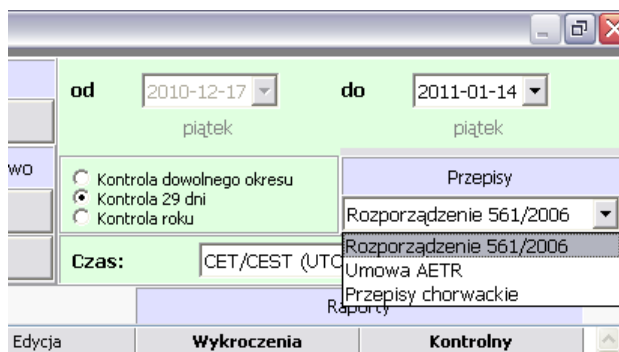 od 2010-12-17 do 2011-01-14
piątek piątek
wo
Kontrola dowolnego okresu
Kontrola 29 dni
Kontrola roku
Przepisy
Rozporządzenie 561/2006
Rozporządzenie 561/2006
Umowa AETR
Przepisy chorwackie
Czas: CET/CEST (UTC
Raporty
Edycja Wykroczenia Kontrolny